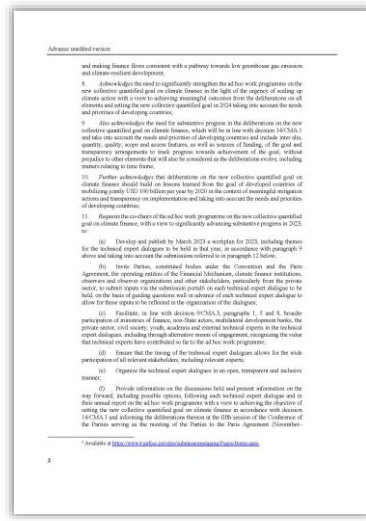 Advance unedited version
and making finance flows consistent with a pathway towards low greenhouse gas emission
and climate-resilient development;
8. Acknowledges the need to significantly strengthen the ad hoc work programme on the
new collective quantified goal on climate finance in the light of the urgency of scaling up
climate action with a view to achieving meaningful outcomes from the deliberations on all
elements and setting the new collective quantified goal in 2024 taking into account the needs
and priorities of developing countries;
9. Also acknowledges the need for substantive progress in the deliberations on the new
collective quantified goal on climate finance, which will be in line with decision 14/CMA.1
and take into account the needs and priorities of developing countries and include inter alia,
quantity, quality, scope and access features, as well as sources of funding, of the goal and
transparency arrangements to track progress towards achievement of the goal, without
prejudice to other elements that will also be considered as the deliberations evolve, including
matters relating to time frame;
10. Further acknowledges that deliberations on the new collective quantified goal on
climate finance should build on lessons learned from the goal of developed countries of
mobilizing jointly USD 100 billion per year by 2020 in the context of meaningful mitigation
actions and transparency on implementation and taking into account the needs and priorities
of developing countries;
11. Requests the co-chairs of the ad hoc work programme on the new collective quantified
goal on climate finance, with a view to significantly advancing substantive progress in 2023,
to:
(a) Develop and publish by March 2023 a workplan for 2023, including themes
for the technical expert dialogues to be held in that year, in accordance with paragraph 9
above and taking into account the submissions referred to in paragraph 12 below;
(b) Invite Parties, constituted bodies under the Convention and the Paris
Agreement, the operating entities of the Financial Mechanism, climate finance institutions,
observers and observer organizations and other stakeholders, particularly from the private
sector, to submit inputs via the submission portal6 on each technical expert dialogue to be
held, on the basis of guiding questions well in advance of each technical expert dialogue to
allow for those inputs to be reflected in the organization of the dialogues;
(c) Facilitate, in line with decision 9/CMA.3, paragraphs 1, 5 and 8, broader
participation of ministries of finance, non-State actors, multilateral development banks, the
private sector, civil society, youth, academia and external technical experts in the technical
expert dialogues, including through alternative means of engagement, recognizing the value
that technical experts have contributed so far to the ad hoc work programme;
(d) Ensure that the timing of the technical expert dialogues allows for the wide
participation of all relevant stakeholders, including relevant experts;
(e) Organize the technical expert dialogues in an open, transparent and inclusive
manner;
(f) Provide information on the discussions held and present information on the
way forward, including possible options, following each technical expert dialogue and in
their annual report on the ad hoc work programme with a view to achieving the objective of
setting the new collective quantified goal on climate finance in accordance with decision
14/CMA.1 and informing the deliberations thereon at the fifth session of the Conference of
the Parties serving as the meeting of the Parties to the Paris Agreement (November–
Available at https://www4.unfccc.int/sites/submissionsstaging/Pages/Home.aspx.
2